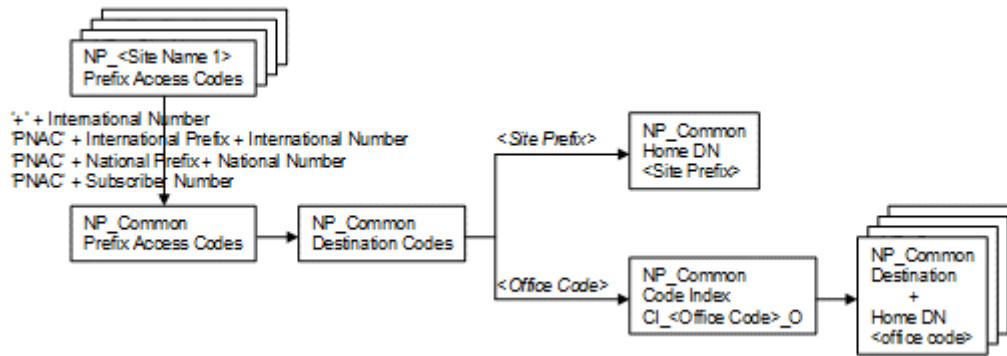 NP_<Site Name 1>
Prefix Access Codes
'+' + International Number
'PNAC' + International Prefix + International Number
'PNAC' + National Prefix + National Number
'PNAC' + Subscriber Number
NP_Common
Prefix Access Codes
NP_Common
Destination Codes
<Site Prefix>
NP_Common
Home DN
<Site Prefix>
<Office Code>
NP_Common
Code Index
CI_<Office Code>_O
NP_Common
Destination
+
Home DN
<office code>